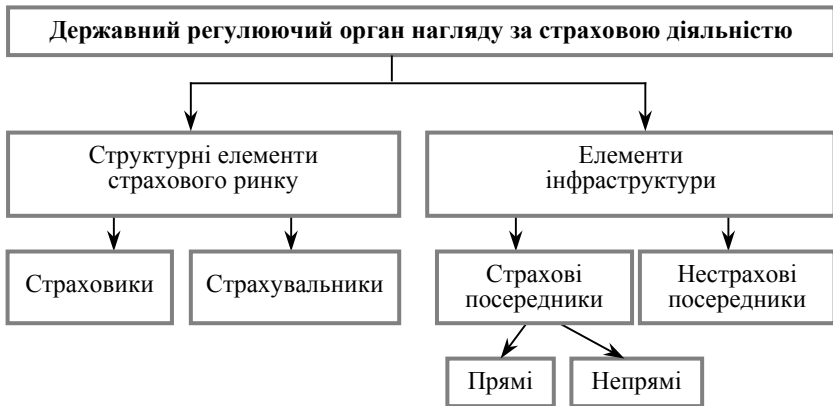 Державний регулюючий орган нагляду за страховою діяльністю
Структурні елементи
страхового ринку
Елементи
інфраструктури
Страховики
Страхувальники
Страхові
посередники
Нестрахові
посередники
Прямі
Непрямі